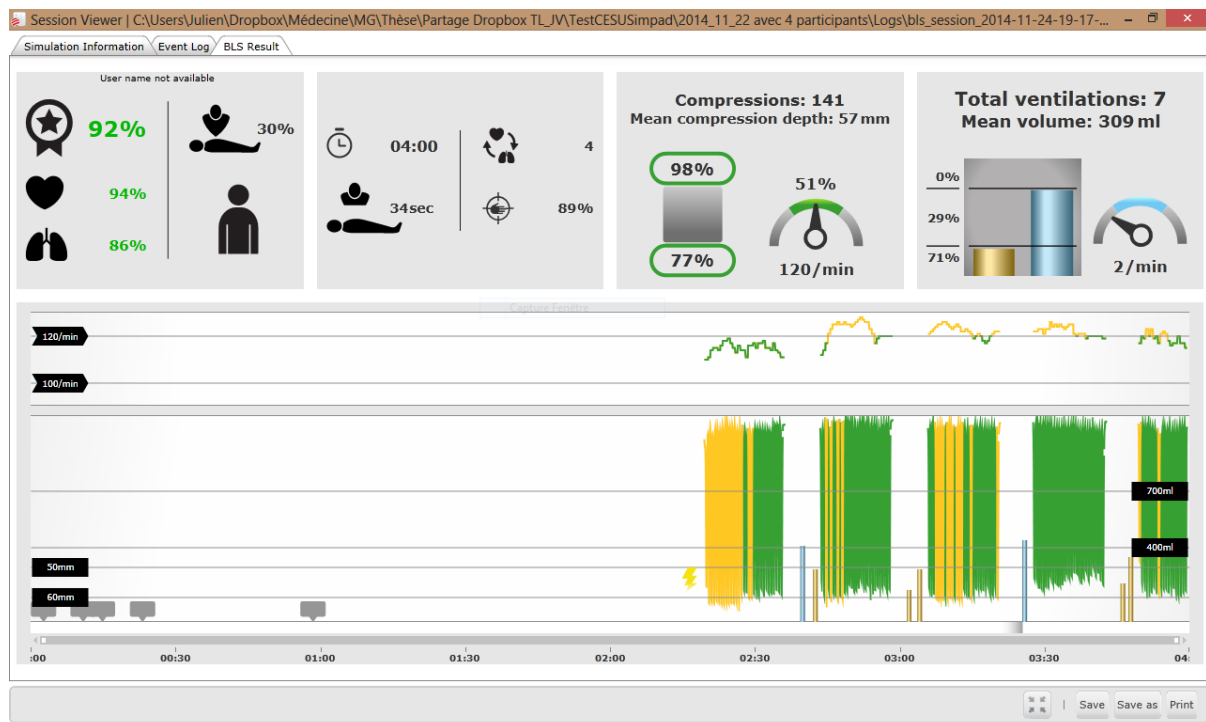 Session Viewer | C:\Users\Julien\Dropbox\Médecine\MG\Thèse\Partage Dropbox TL_JV\TestCESUSimpad\2014_11_22 avec 4 participants\Logs\bls_session_2014-11-24-19-17-...
Simulation Information
Event Log
BLS Result
User name not available
92%
30%
94%
86%
04:00
4
34sec
89%
Compressions: 141
Mean compression depth: 57 mm
98%
51%
77%
120/min
Total ventilations: 7
Mean volume: 309 ml
0%
29%
71%
2/min
Capture Fenêtre
120/min
100/min
700ml
400ml
50mm
60mm
:00
00:30
01:00
01:30
02:00
02:30
03:00
03:30
04:
Save
Save as
Print